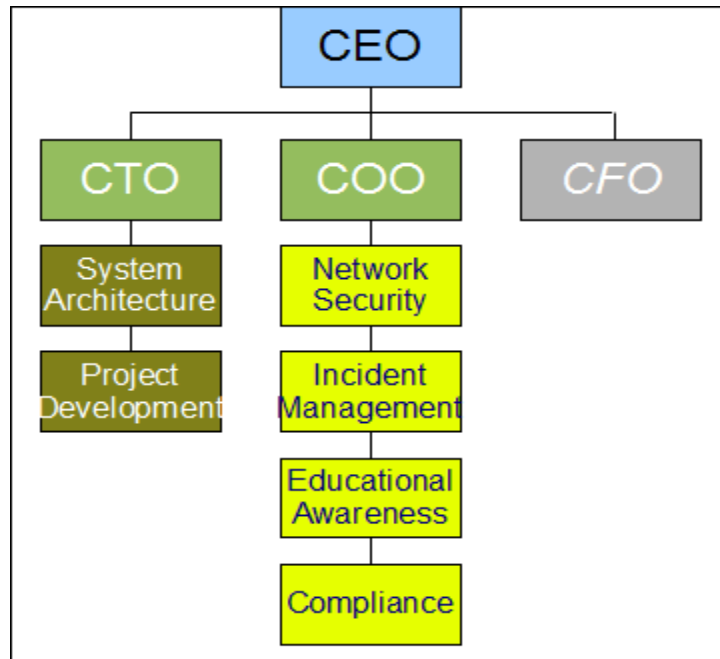 CEO
CTO
COO
CFO
System
Architecture
Project
Development
Network
Security
Incident
Management
Educational
Awareness
Compliance